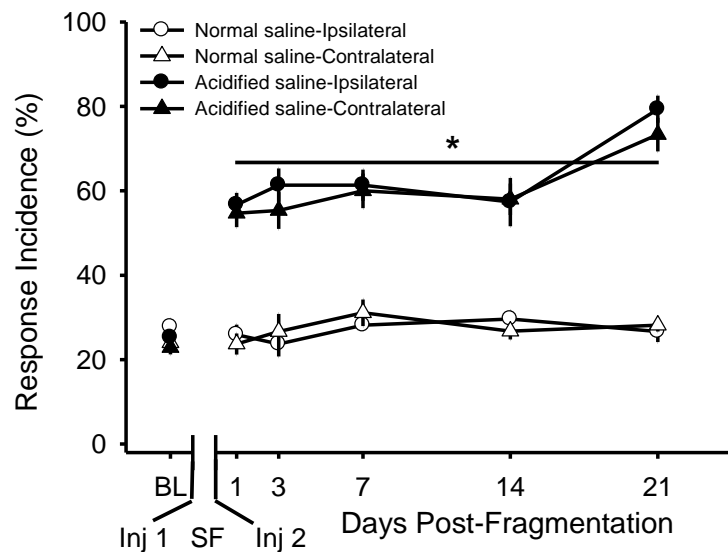 100
80
60
40
20
0
Response Incidence (%)
Normal saline-Ipsilateral
Normal saline-Contralateral
Acidified saline-Ipsilateral
Acidified saline-Contralateral
*
BL 1 3 7 14 21
Inj 1 SF Inj 2 Days Post-Fragmentation